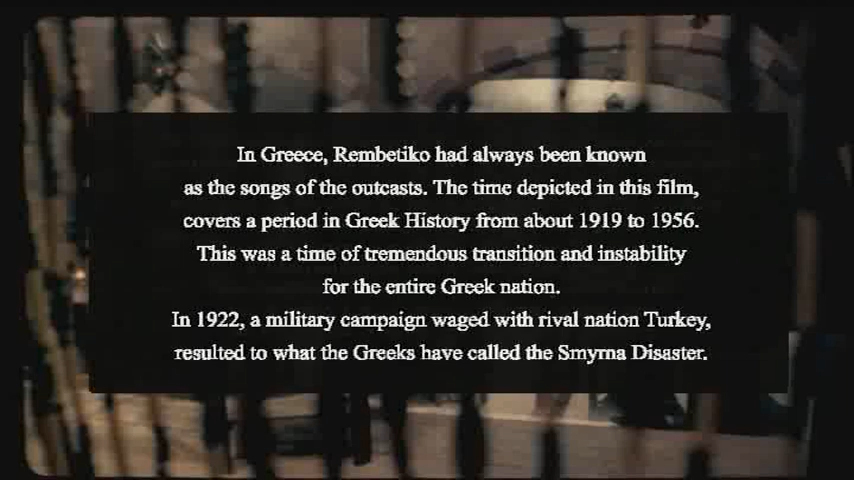 In Greece, Rembetiko had always been known
as the songs of the outcasts. The time depicted in this film,
covers a period in Greek History from about 1919 to 1956.
This was a time of tremendous transition and instability
for the entire Greek nation.
In 1922, a military campaign waged with rival nation Turkey,
resulted to what the Greeks have called the Smyrna Disaster.